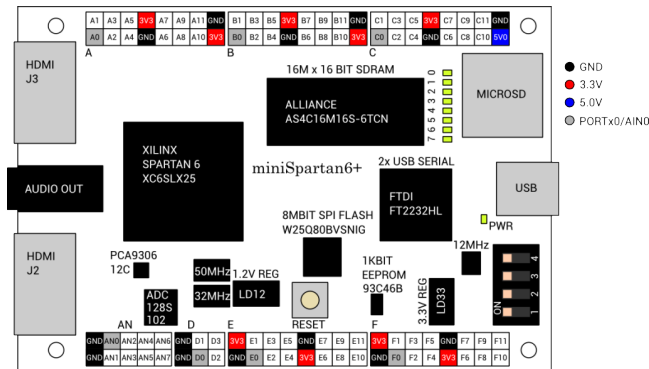 A1 A3 A5 3V3 A7 A9 A11 GND
A0 A2 A4 GND A6 A8 A10 3V3
A
B1 B3 B5 3V3 B7 B9 B11 GND
B0 B2 B4 GND B6 B8 B10 3V3
B
C1 C3 C5 3V3 C7 C9 C11 GND
C0 C2 C4 GND C6 C8 C10 5V0
C
GND
3.3V
5.0V
PORTx0/AIN0
HDMI
J3
16M x 16 BIT SDRAM
ALLIANCE
AS4C16M16S-6TCN
7 6 5 4 3 2 1 0
MICROSD
XILINX
SPARTAN 6
XC6SLX25
miniSpartan6+
2x USB SERIAL
FTDI
FT2232HL
AUDIO OUT
USB
PWR
8MBIT SPI FLASH
W25Q80BVSNIG
HDMI
J2
PCA9306
12C
50MHz
32MHz
1.2V REG
LD12
ADC
128S
102
RESET
1KBIT
EEPROM
93C46B
3.3V REG
LD33
12MHz
ON
1 2 3 4
AN
GND AN0 AN2 AN4 AN6
GND AN1 AN3 AN5 AN7
D
GND D1 D3
GND D0 D2
E
3V3 E1 E3 E5 GND E7 E9 E11
GND E0 E2 E4 3V3 E6 E8 E10
F
3V3 F1 F3 F5 GND F7 F9 F11
GND F0 F2 F4 3V3 F6 F8 F10